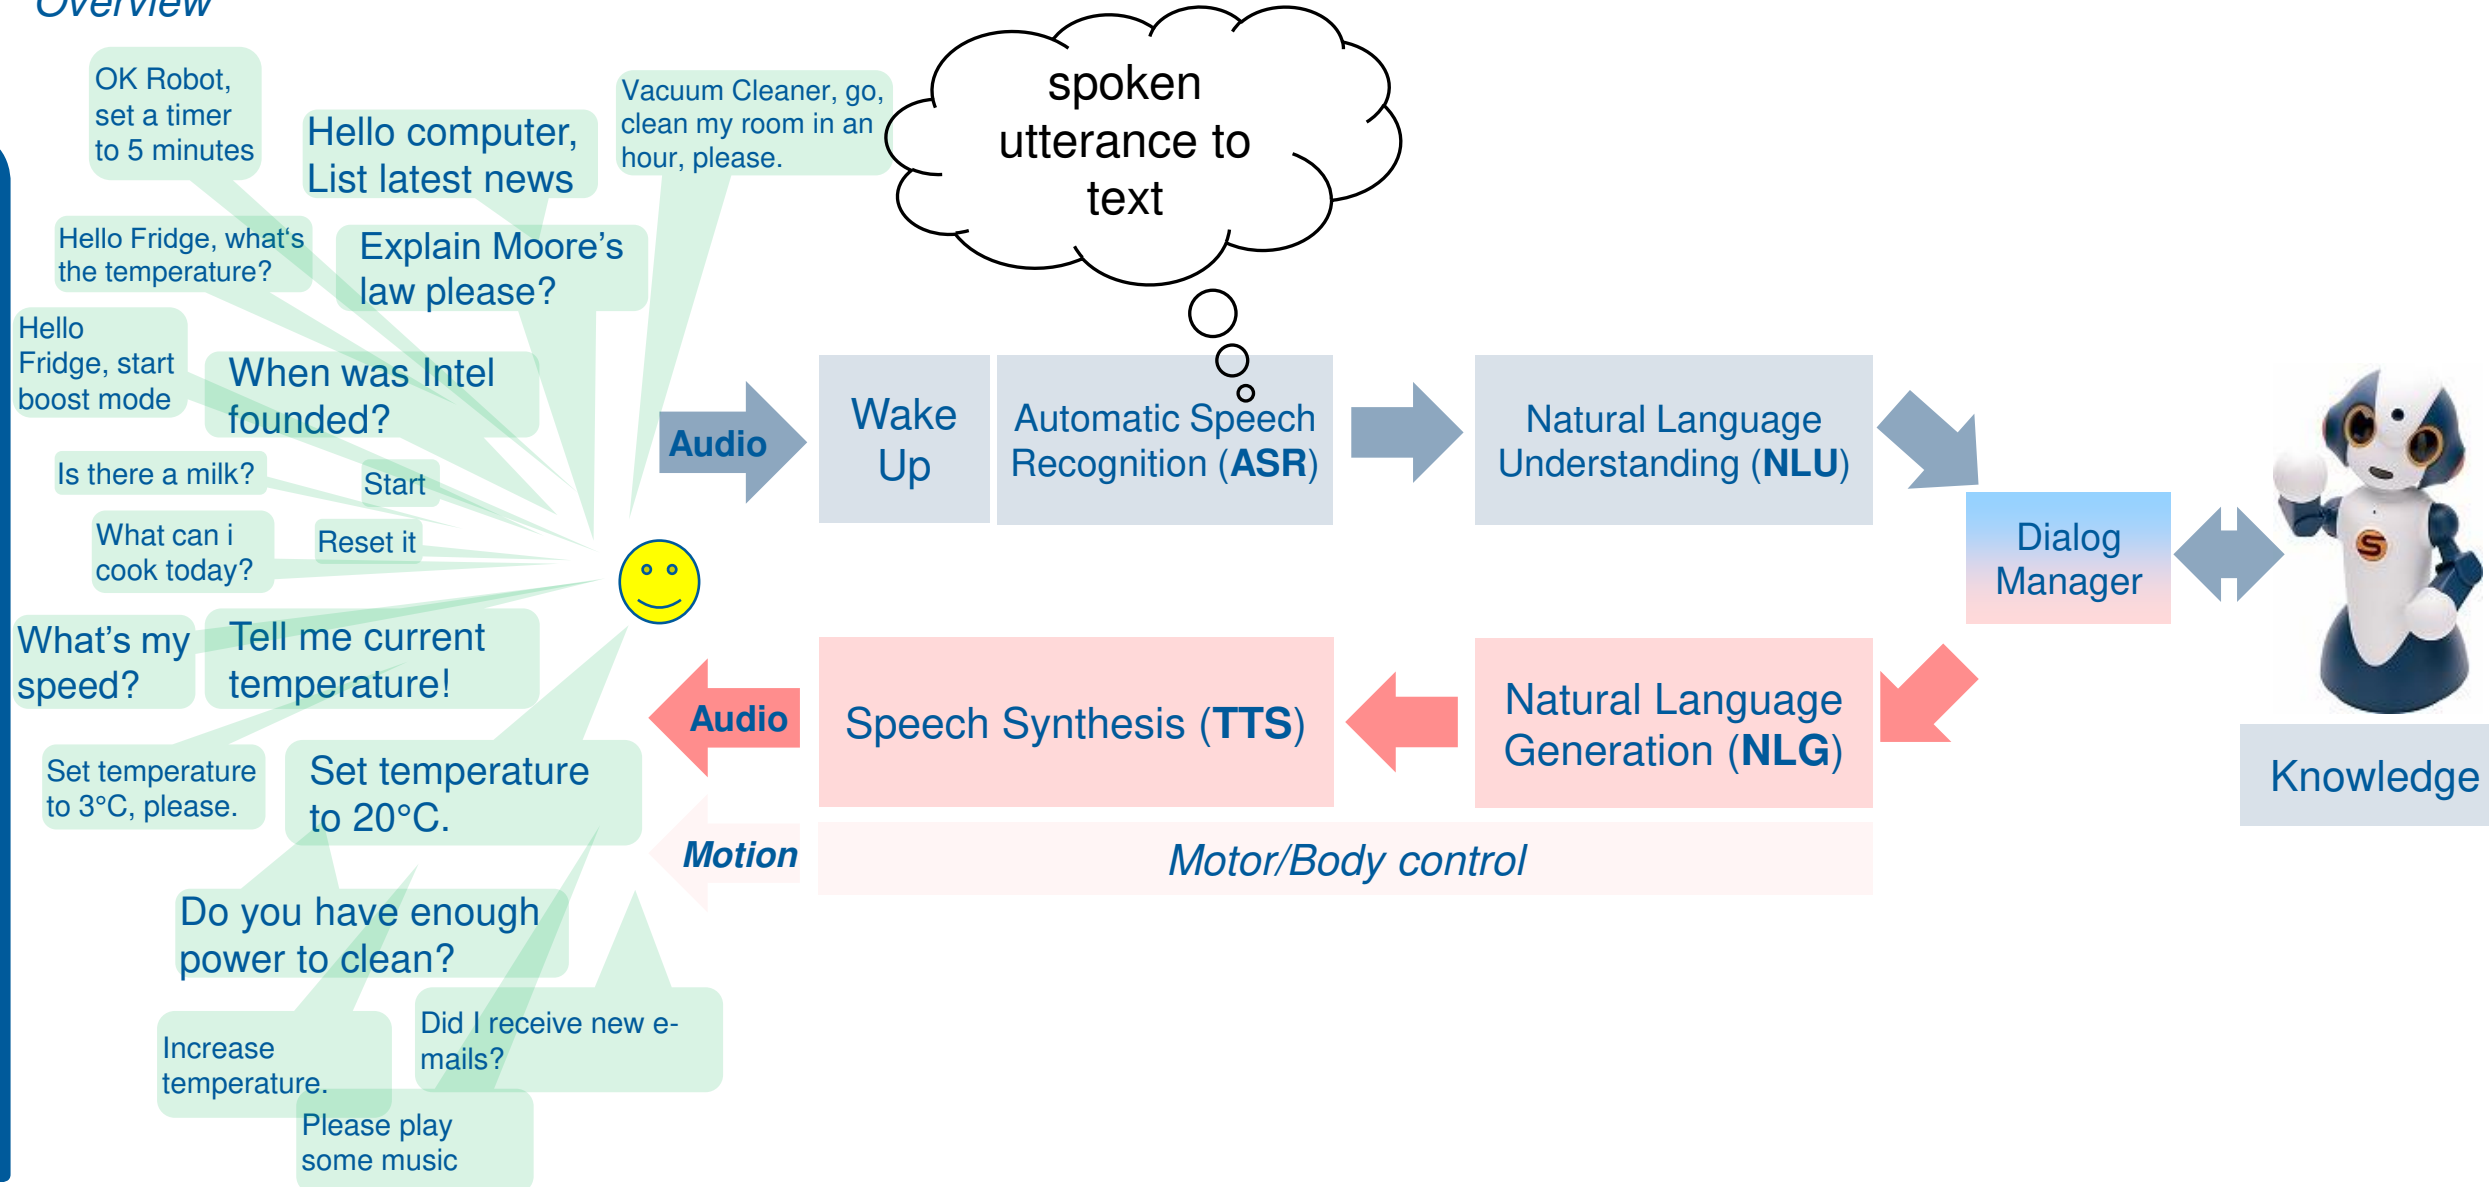 Overview
OK Robot,
set a timer
to 5 minutes
Hello computer,
List latest news
Vacuum Cleaner, go,
clean my room in an
hour, please.
spoken
utterance to
text
Hello Fridge, what‘s
the temperature?
Explain Moore’s
law please?
Hello
Fridge, start
boost mode
When was Intel
founded?
Is there a milk?
Start
What can i
cook today?
Reset it
What’s my
speed?
Tell me current
temperature!
Set temperature
to 3°C, please.
Set temperature
to 20°C.
Do you have enough
power to clean?
Increase
temperature.
Did I receive new e-
mails?
Please play
some music
Audio
Wake
Up
Automatic Speech
Recognition (ASR)
Natural Language
Understanding (NLU)
Dialog
Manager
S
Knowledge
Natural Language
Generation (NLG)
Speech Synthesis (TTS)
Audio
Motion
Motor/Body control